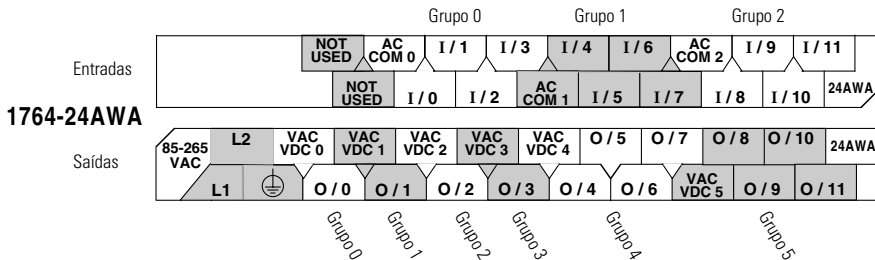 Grupo 0 Grupo 1 Grupo 2
Entradas
NOT USED AC COM 0 I / 1 I / 3 I / 4 I / 6 AC COM 2 I / 9 I / 11
NOT USED I / 0 I / 2 AC COM 1 I / 5 I / 7 I / 8 I / 10 24AWA
1764-24AWA
Saídas
85-265 VAC L2 VAC VDC 0 VAC VDC 1 VAC VDC 2 VAC VDC 3 VAC VDC 4 O / 5 O / 7 O / 8 O / 10 24AWA
L1 O / 0 O / 1 O / 2 O / 3 O / 4 O / 6 VAC VDC 5 O / 9 O / 11
Grupo 0 Grupo 1 Grupo 2 Grupo 3 Grupo 4 Grupo 5